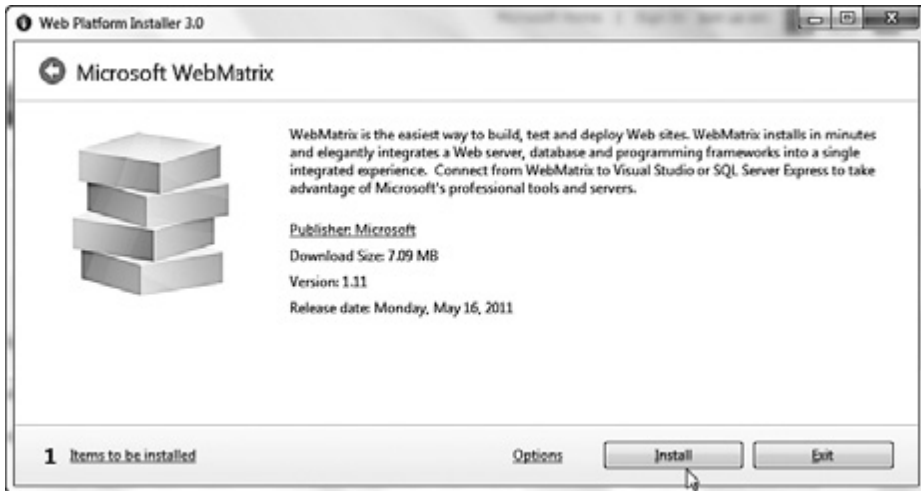 Web Platform Installer 3.0
Microsoft WebMatrix
WebMatrix is the easiest way to build, test and deploy Web sites. WebMatrix installs in minutes
and elegantly integrates a Web server, database and programming frameworks into a single
integrated experience. Connect from WebMatrix to Visual Studio or SQL Server Express to take
advantage of Microsoft's professional tools and servers.
Publisher: Microsoft
Download Size: 7.09 MB
Version: 1.11
Release date: Monday, May 16, 2011
1 Items to be installed Options Install Exit